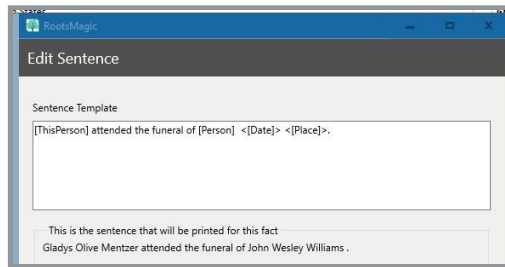 RootsMagic
Edit Sentence
Sentence Template
[ThisPerson] attended the funeral of [Person]  <[Date]> <[Place]>.
This is the sentence that will be printed for this fact
Gladys Olive Mentzer attended the funeral of John Wesley Williams .